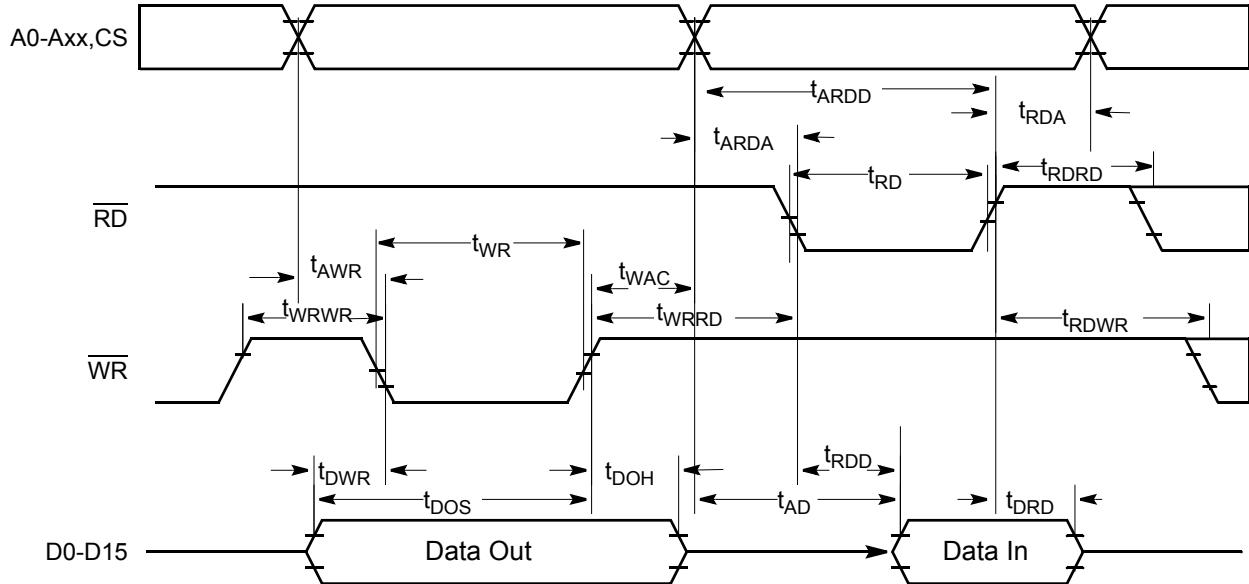 A0-Axx,CS
tARDD
tRDA
tARDA
tRD
tRDRD
RD
tWR
tAWR
tWAC
tWRWR
tWRRD
tRDWR
WR
tRDD
tDWR
tDOH
tDOS
tAD
tDRD
D0-D15
Data Out
Data In